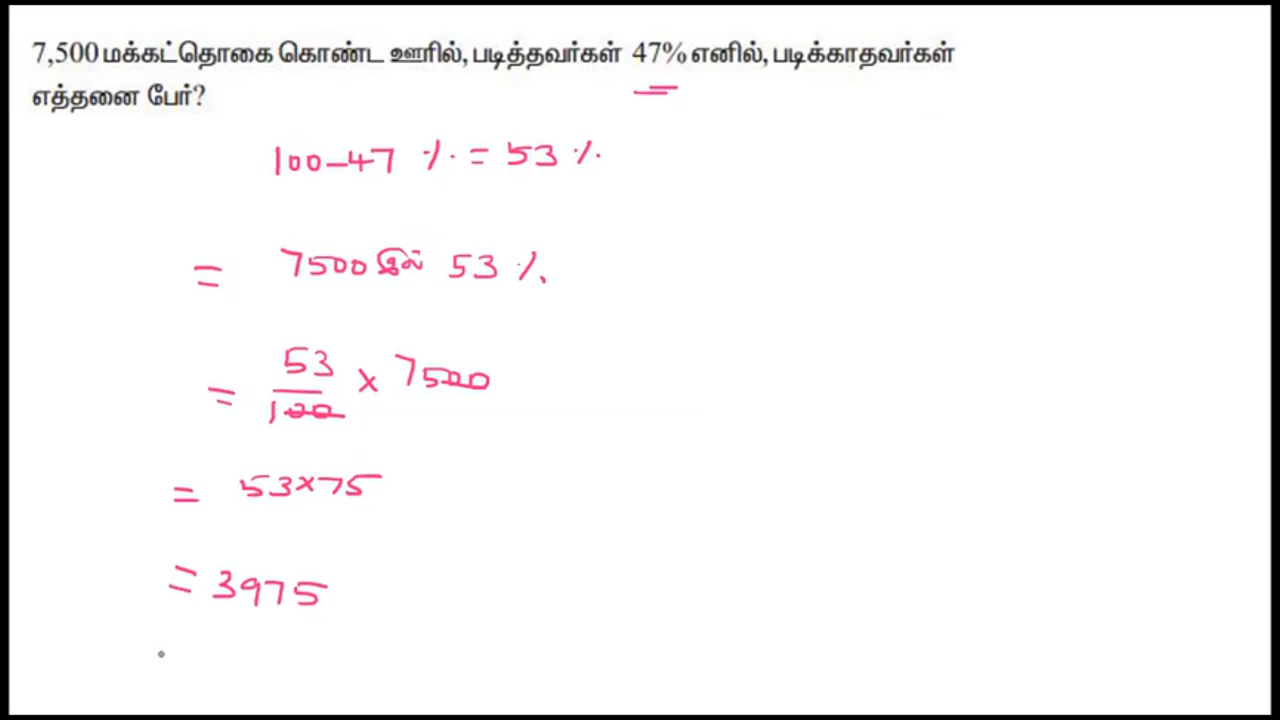 7,500 மக்கட்தொகை கொண்ட ஊரில், படித்தவர்கள் 47% எனில், படிக்காதவர்கள்
எத்தனை பேர்?
100-47 % = 53 %
= 7500 இல் 53 %
= 53/100 × 7500
= 53×75
= 3975